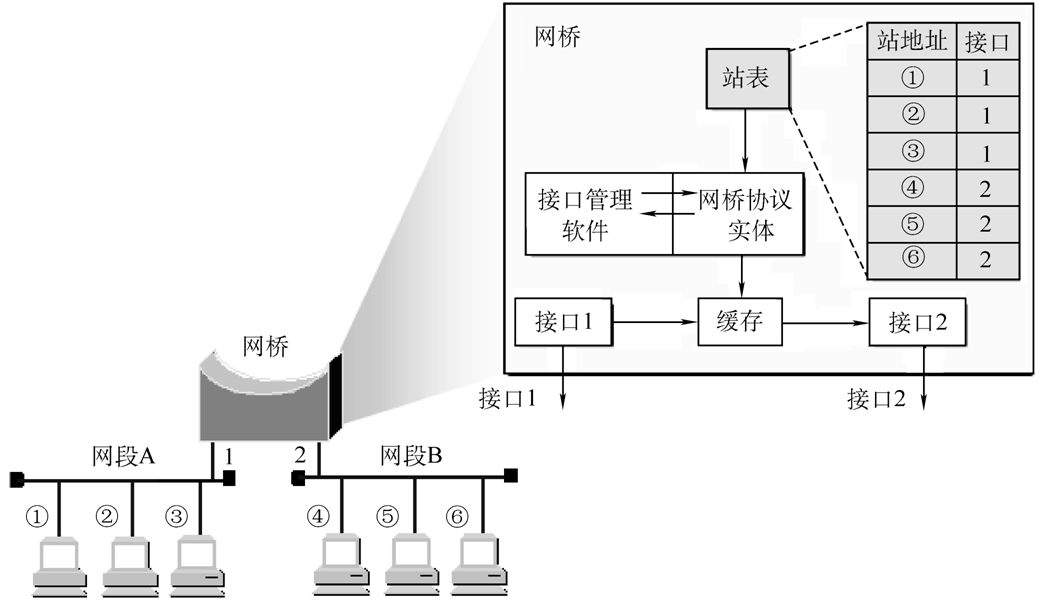 网桥
站表
站地址 接口
① 1
② 1
③ 1
④ 2
⑤ 2
⑥ 2
接口管理
软件
网桥协议
实体
接口1
缓存
接口2
接口1
接口2
网桥
网段A
1
2
网段B
① ② ③
④ ⑤ ⑥